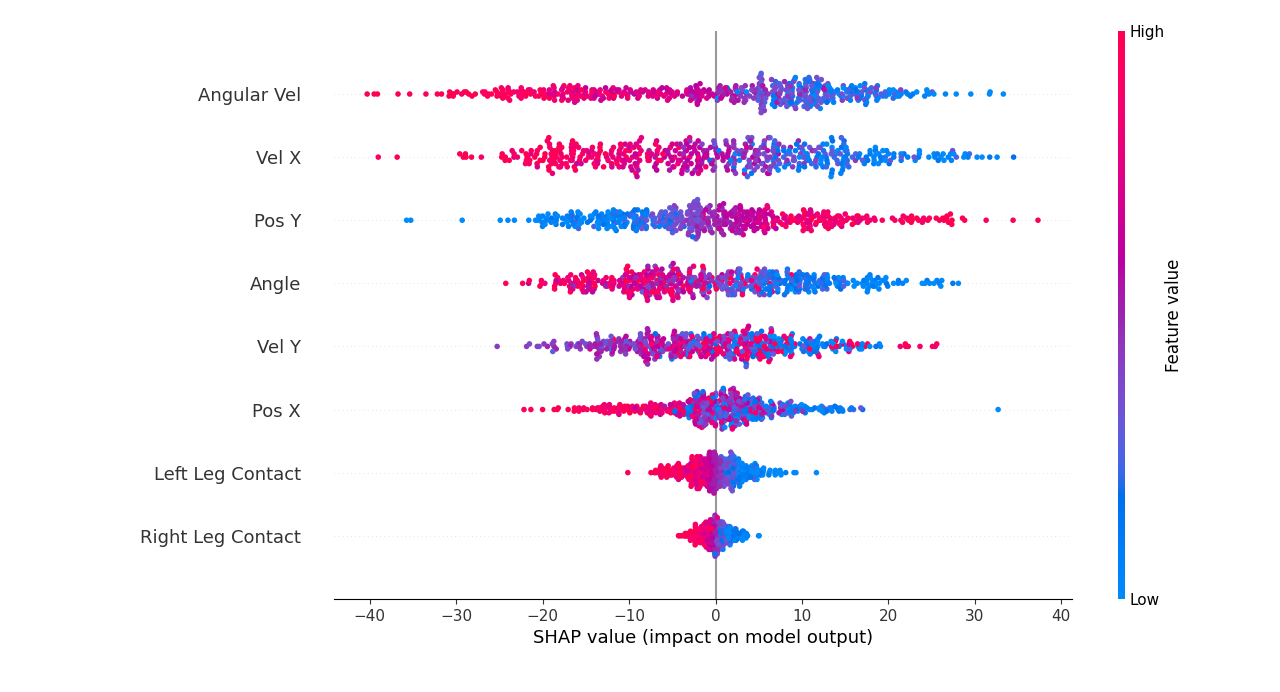 High
Angular Vel
Vel X
Pos Y
Angle
Vel Y
Pos X
Left Leg Contact
Right Leg Contact
Feature value
Low
−40 −30 −20 −10 0 10 20 30 40
SHAP value (impact on model output)